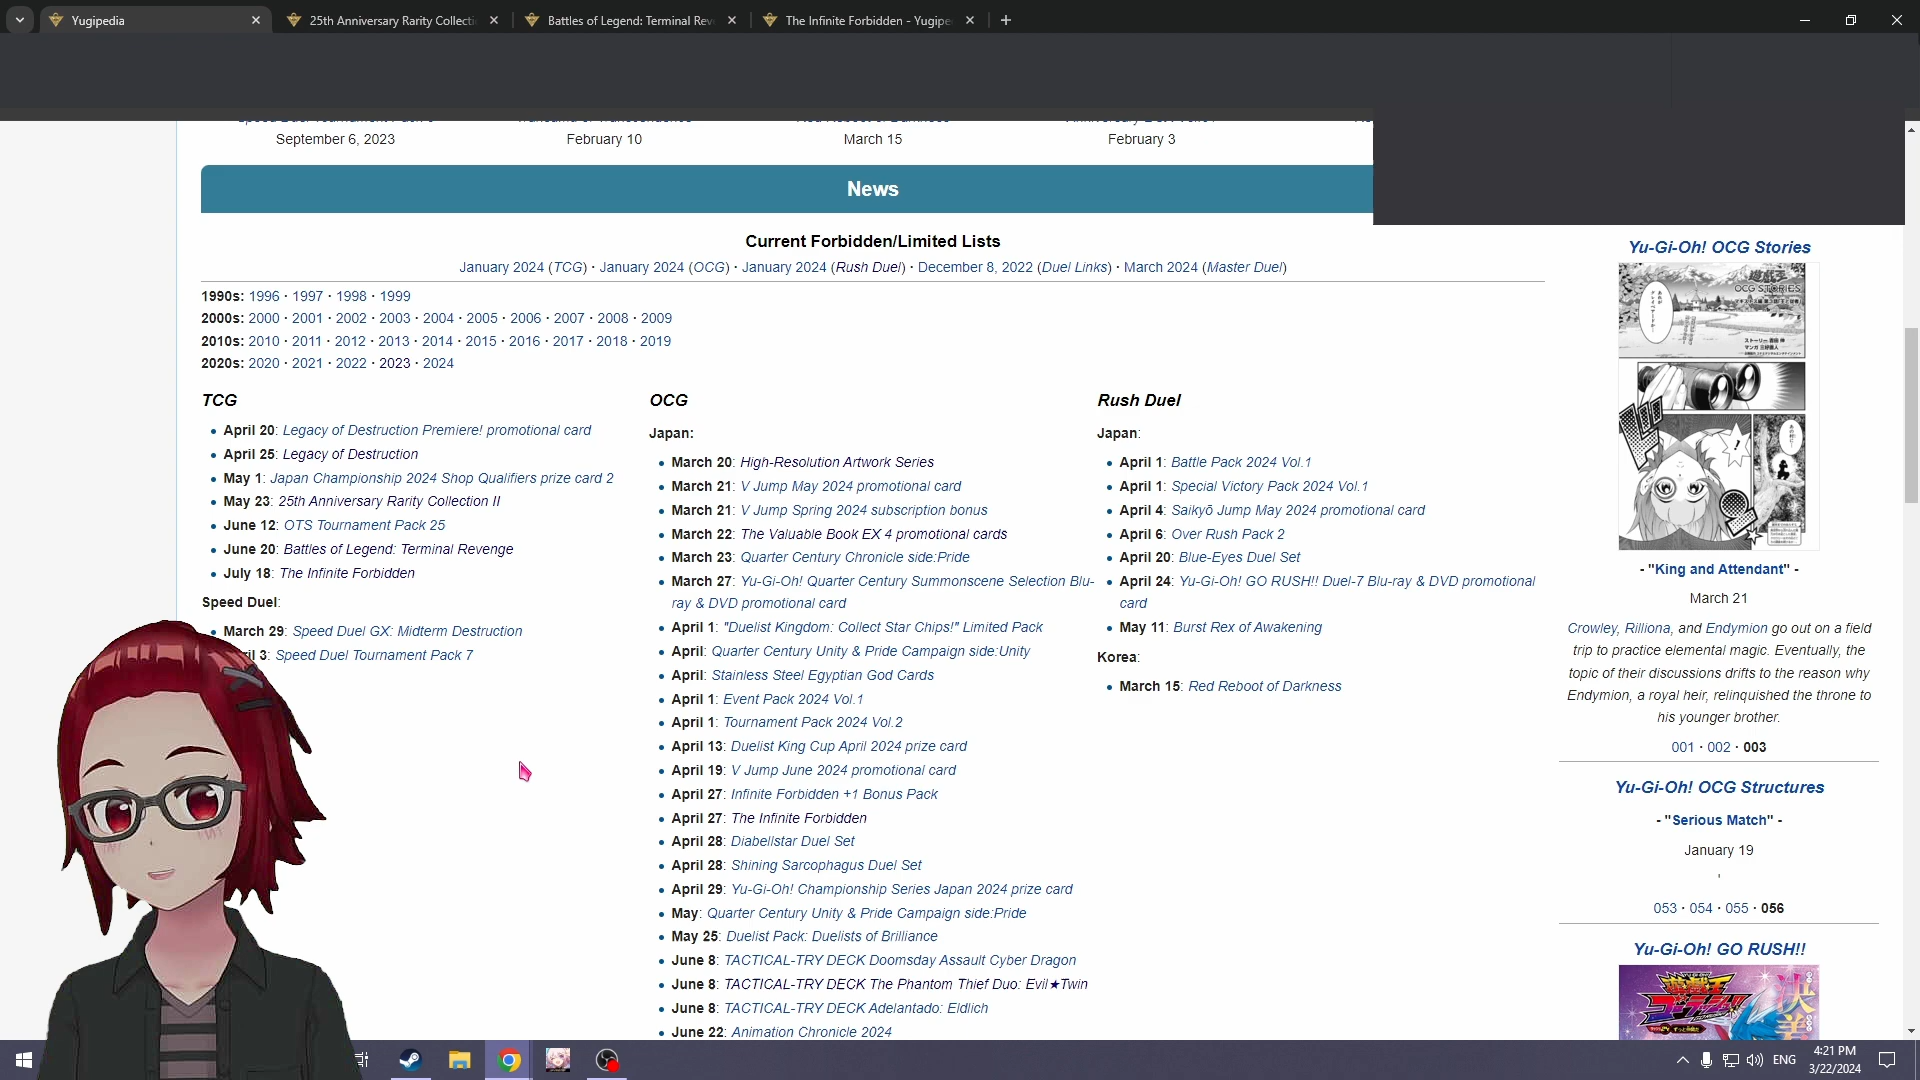 Yugipedia
25th Anniversary Rarity Collecti
Battles of Legend: Terminal Rev
The Infinite Forbidden - Yugipe
September 6, 2023
February 10
March 15
February 3
News
Current Forbidden/Limited Lists
January 2024 (TCG) · January 2024 (OCG) · January 2024 (Rush Duel) · December 8, 2022 (Duel Links) · March 2024 (Master Duel)
1990s: 1996 · 1997 · 1998 · 1999
2000s: 2000 · 2001 · 2002 · 2003 · 2004 · 2005 · 2006 · 2007 · 2008 · 2009
2010s: 2010 · 2011 · 2012 · 2013 · 2014 · 2015 · 2016 · 2017 · 2018 · 2019
2020s: 2020 · 2021 · 2022 · 2023 · 2024
TCG
April 20: Legacy of Destruction Premiere! promotional card
April 25: Legacy of Destruction
May 1: Japan Championship 2024 Shop Qualifiers prize card 2
May 23: 25th Anniversary Rarity Collection II
June 12: OTS Tournament Pack 25
June 20: Battles of Legend: Terminal Revenge
July 18: The Infinite Forbidden
Speed Duel:
March 29: Speed Duel GX: Midterm Destruction
3: Speed Duel Tournament Pack 7
OCG
Japan:
March 20: High-Resolution Artwork Series
March 21: V Jump May 2024 promotional card
March 21: V Jump Spring 2024 subscription bonus
March 22: The Valuable Book EX 4 promotional cards
March 23: Quarter Century Chronicle side:Pride
March 27: Yu-Gi-Oh! Quarter Century Summonscene Selection Blu-
ray & DVD promotional card
April 1: "Duelist Kingdom: Collect Star Chips!" Limited Pack
April: Quarter Century Unity & Pride Campaign side:Unity
April: Stainless Steel Egyptian God Cards
April 1: Event Pack 2024 Vol.1
April 1: Tournament Pack 2024 Vol.2
April 13: Duelist King Cup April 2024 prize card
April 19: V Jump June 2024 promotional card
April 27: Infinite Forbidden +1 Bonus Pack
April 27: The Infinite Forbidden
April 28: Diabellstar Duel Set
April 28: Shining Sarcophagus Duel Set
April 29: Yu-Gi-Oh! Championship Series Japan 2024 prize card
May: Quarter Century Unity & Pride Campaign side:Pride
May 25: Duelist Pack: Duelists of Brilliance
June 8: TACTICAL-TRY DECK Doomsday Assault Cyber Dragon
June 8: TACTICAL-TRY DECK The Phantom Thief Duo: Evil★Twin
June 8: TACTICAL-TRY DECK Adelantado: Eldlich
June 22: Animation Chronicle 2024
Rush Duel
Japan:
April 1: Battle Pack 2024 Vol.1
April 1: Special Victory Pack 2024 Vol.1
April 4: Saikyō Jump May 2024 promotional card
April 6: Over Rush Pack 2
April 20: Blue-Eyes Duel Set
April 24: Yu-Gi-Oh! GO RUSH!! Duel-7 Blu-ray & DVD promotional
card
May 11: Burst Rex of Awakening
Korea:
March 15: Red Reboot of Darkness
Yu-Gi-Oh! OCG Stories
遊戯王
OCG STORIES
- "King and Attendant" -
March 21
Crowley, Rilliona, and Endymion go out on a field
trip to practice elemental magic. Eventually, the
topic of their discussions drifts to the reason why
Endymion, a royal heir, relinquished the throne to
his younger brother.
001 · 002 · 003
Yu-Gi-Oh! OCG Structures
- "Serious Match" -
January 19
'
053 · 054 · 055 · 056
Yu-Gi-Oh! GO RUSH!!
遊戯王
ゴーラッシュ!!
ENG
4:21 PM
3/22/2024